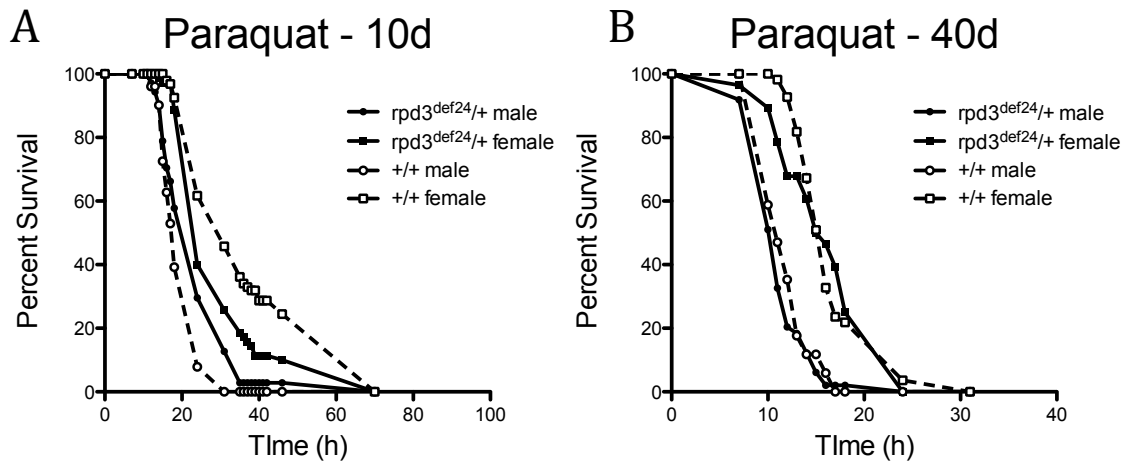 A
Paraquat - 10d
Percent Survival
100
80
60
40
20
0
0
20
40
60
80
100
TIme (h)
rpd3def24/+ male
rpd3def24/+ female
+/+ male
+/+ female
B
Paraquat - 40d
Percent Survival
100
80
60
40
20
0
0
10
20
30
40
TIme (h)
rpd3def24/+ male
rpd3def24/+ female
+/+ male
+/+ female